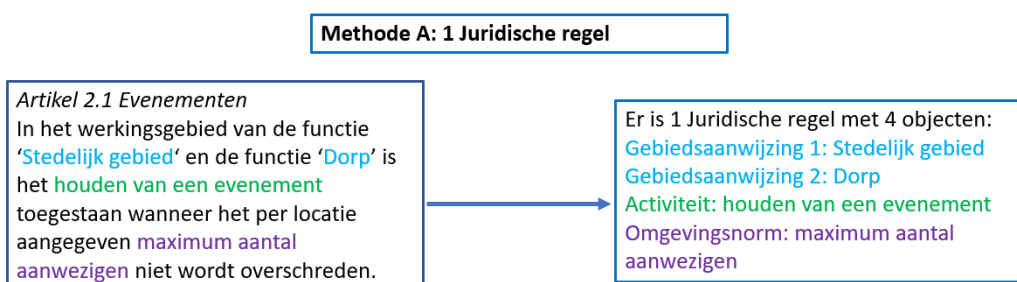 Methode A: 1 Juridische regel
Artikel 2.1 Evenementen
In het werkingsgebied van de functie
‘Stedelijk gebied‘ en de functie ‘Dorp’ is
het houden van een evenement
toegestaan wanneer het per locatie
aangegeven maximum aantal
aanwezigen niet wordt overschreden.
Er is 1 Juridische regel met 4 objecten:
Gebiedsaanwijzing 1: Stedelijk gebied
Gebiedsaanwijzing 2: Dorp
Activiteit: houden van een evenement
Omgevingsnorm: maximum aantal
aanwezigen